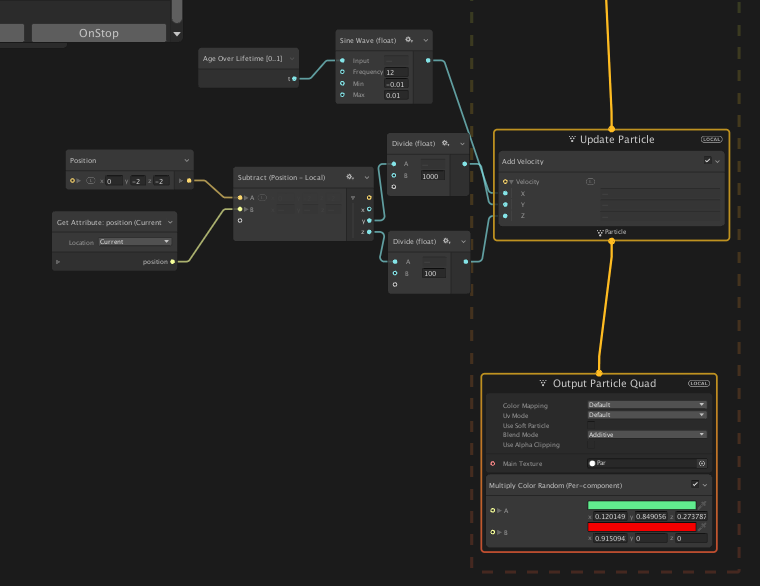 OnStop
Age Over Lifetime [0..1]
t
Sine Wave (float)
Input
Frequency 12
Min -0.01
Max 0.01
Position
x 0 y -2 z -2
Get Attribute: position (Current
Location Current
position
Subtract (Position - Local)
A
B
x
y
z
Divide (float)
A
B 1000
Divide (float)
A
B 100
Update Particle LOCAL
Add Velocity
Velocity L
X
Y
Z
Particle
Output Particle Quad LOCAL
Color Mapping Default
Uv Mode Default
Use Soft Particle
Blend Mode Additive
Use Alpha Clipping
Main Texture Par
Multiply Color Random (Per-component)
A
x 0.120149 y 0.849056 z 0.273787
B
x 0.915094 y 0 z 0